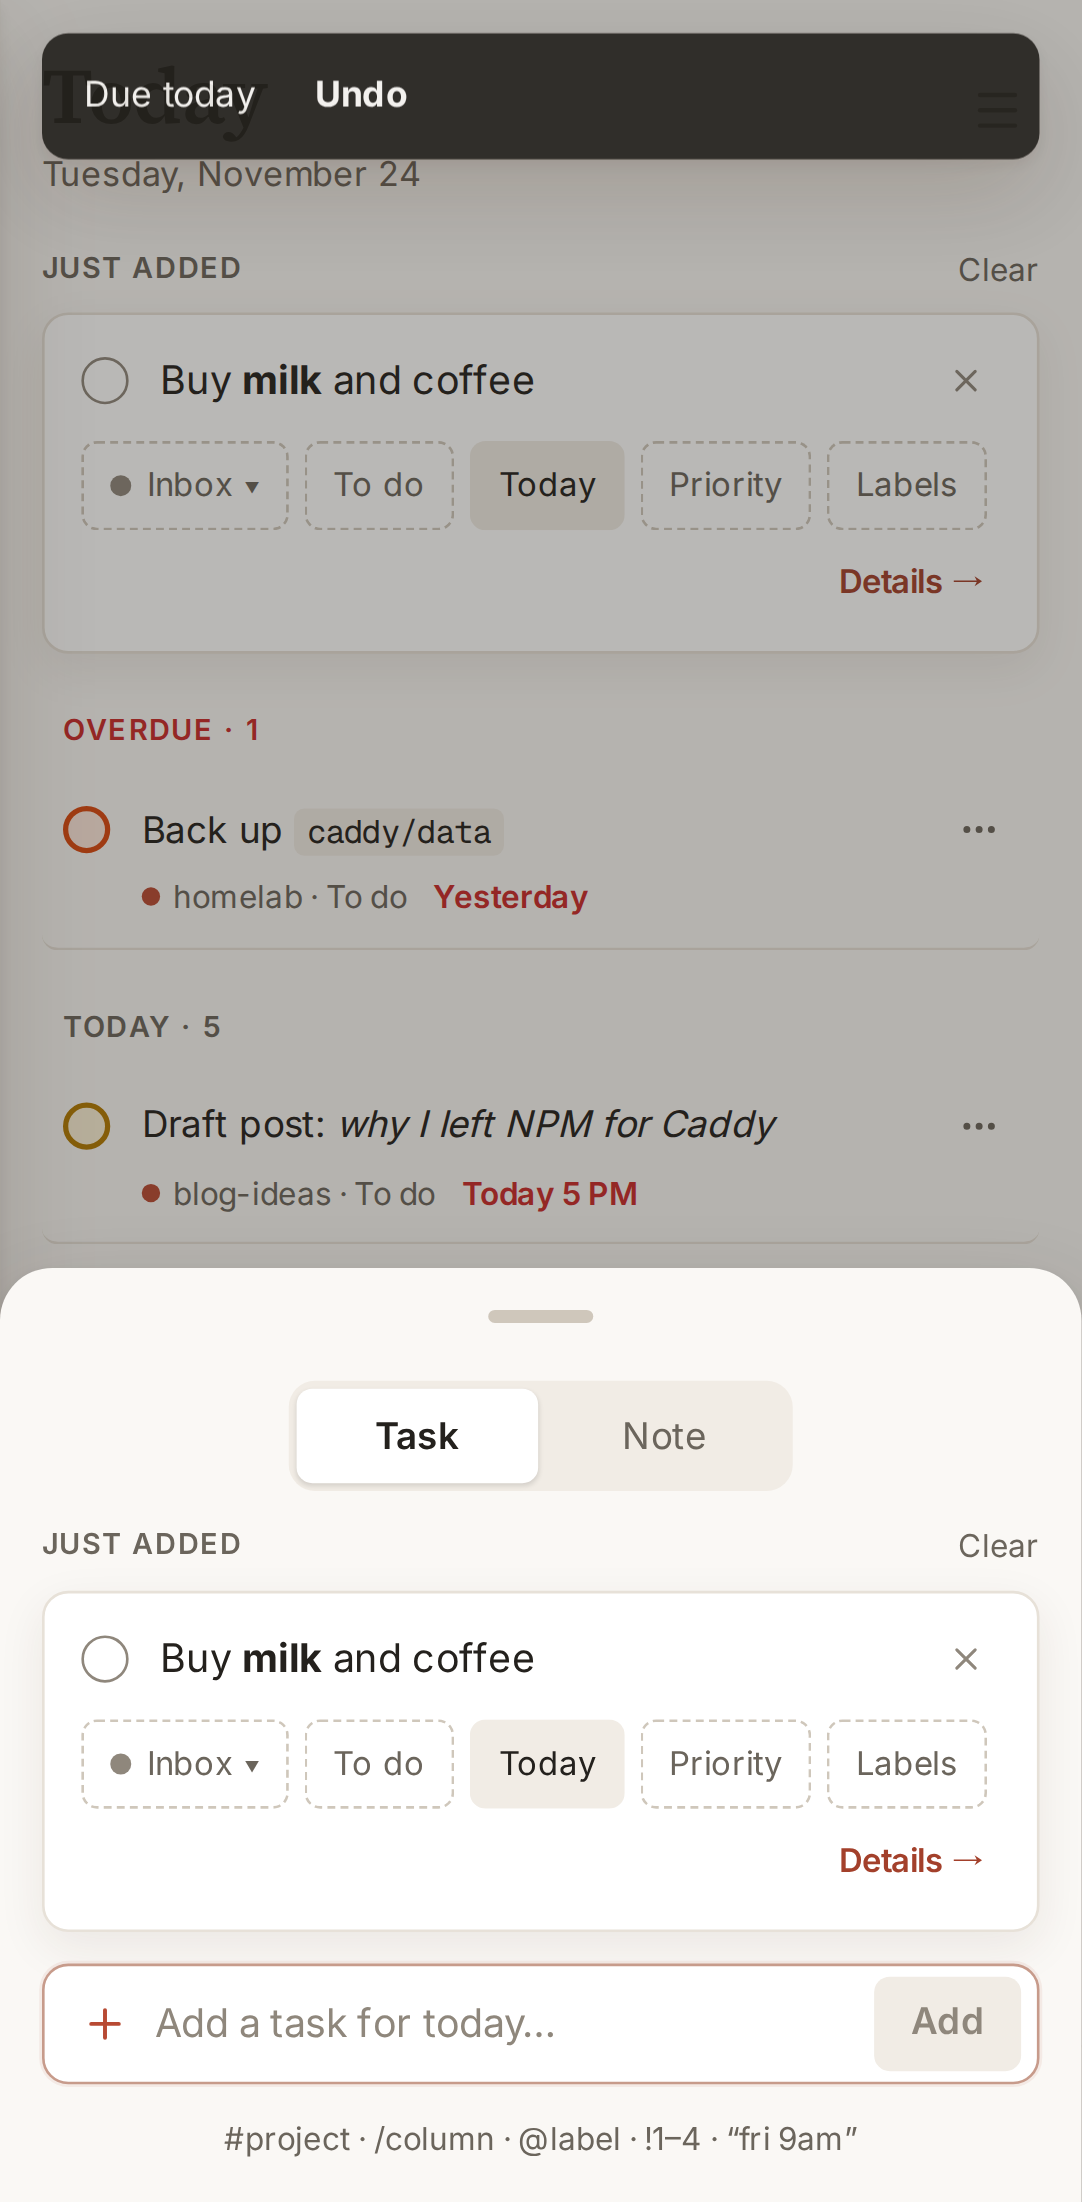 Today
Due today Undo
Tuesday, November 24
JUST ADDED Clear
Buy milk and coffee
Inbox To do Today Priority Labels
Details →
OVERDUE · 1
Back up caddy/data
homelab · To do Yesterday
TODAY · 5
Draft post: why I left NPM for Caddy
blog-ideas · To do Today 5 PM
Task Note
JUST ADDED Clear
Buy milk and coffee
Inbox To do Today Priority Labels
Details →
Add a task for today... Add
#project · /column · @label · !1–4 · “fri 9am”